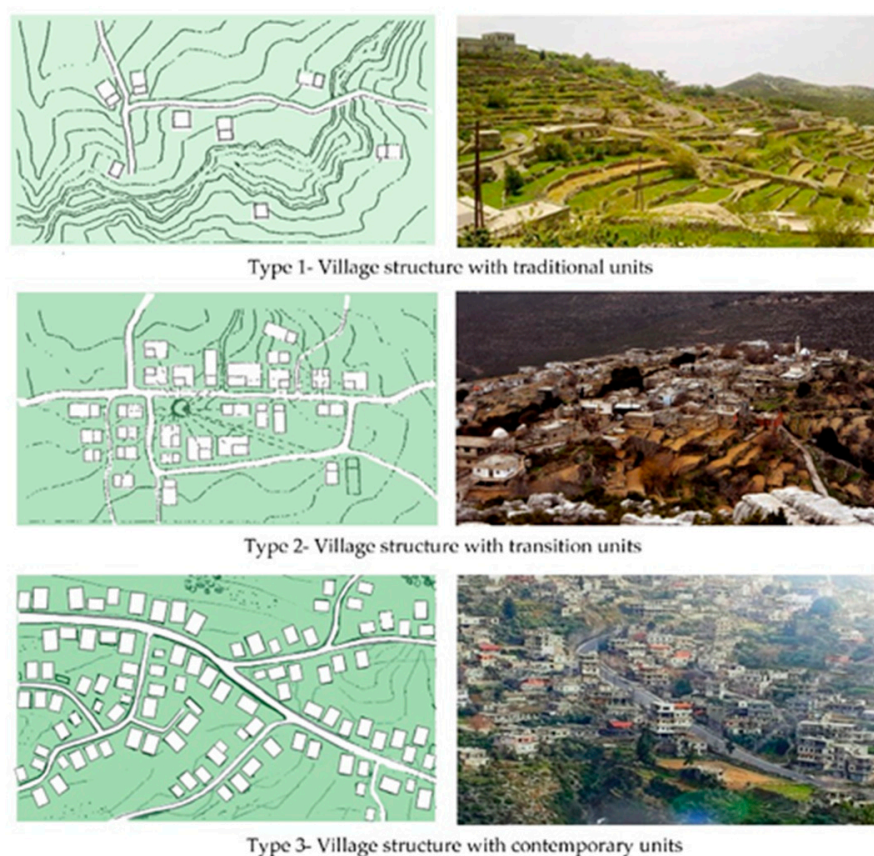 Type 1- Village structure with traditional units
Type 2- Village structure with transition units
Type 3- Village structure with contemporary units